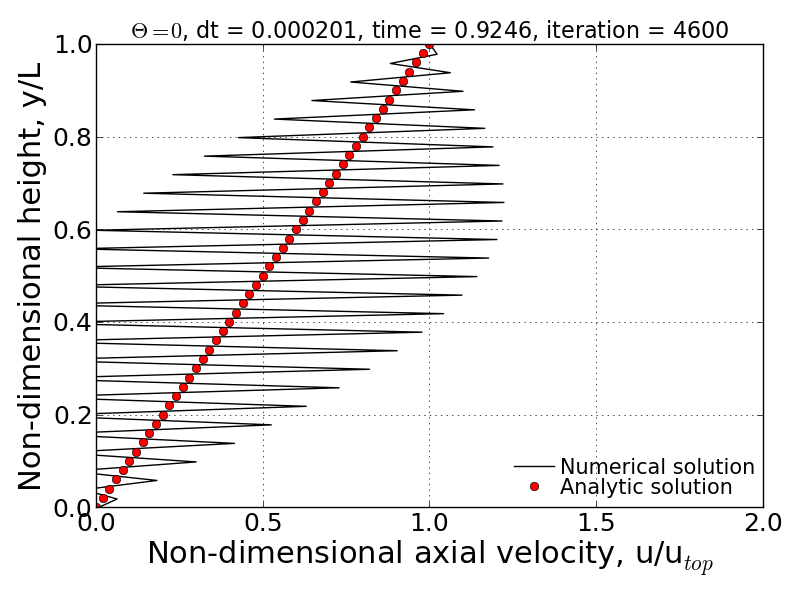 Θ=0, dt = 0.000201, time = 0.9246, iteration = 4600
Non-dimensional height, y/L
1.0
0.8
0.6
0.4
0.2
0.0
Numerical solution
Analytic solution
0.0 0.5 1.0 1.5 2.0
Non-dimensional axial velocity, u/u_top